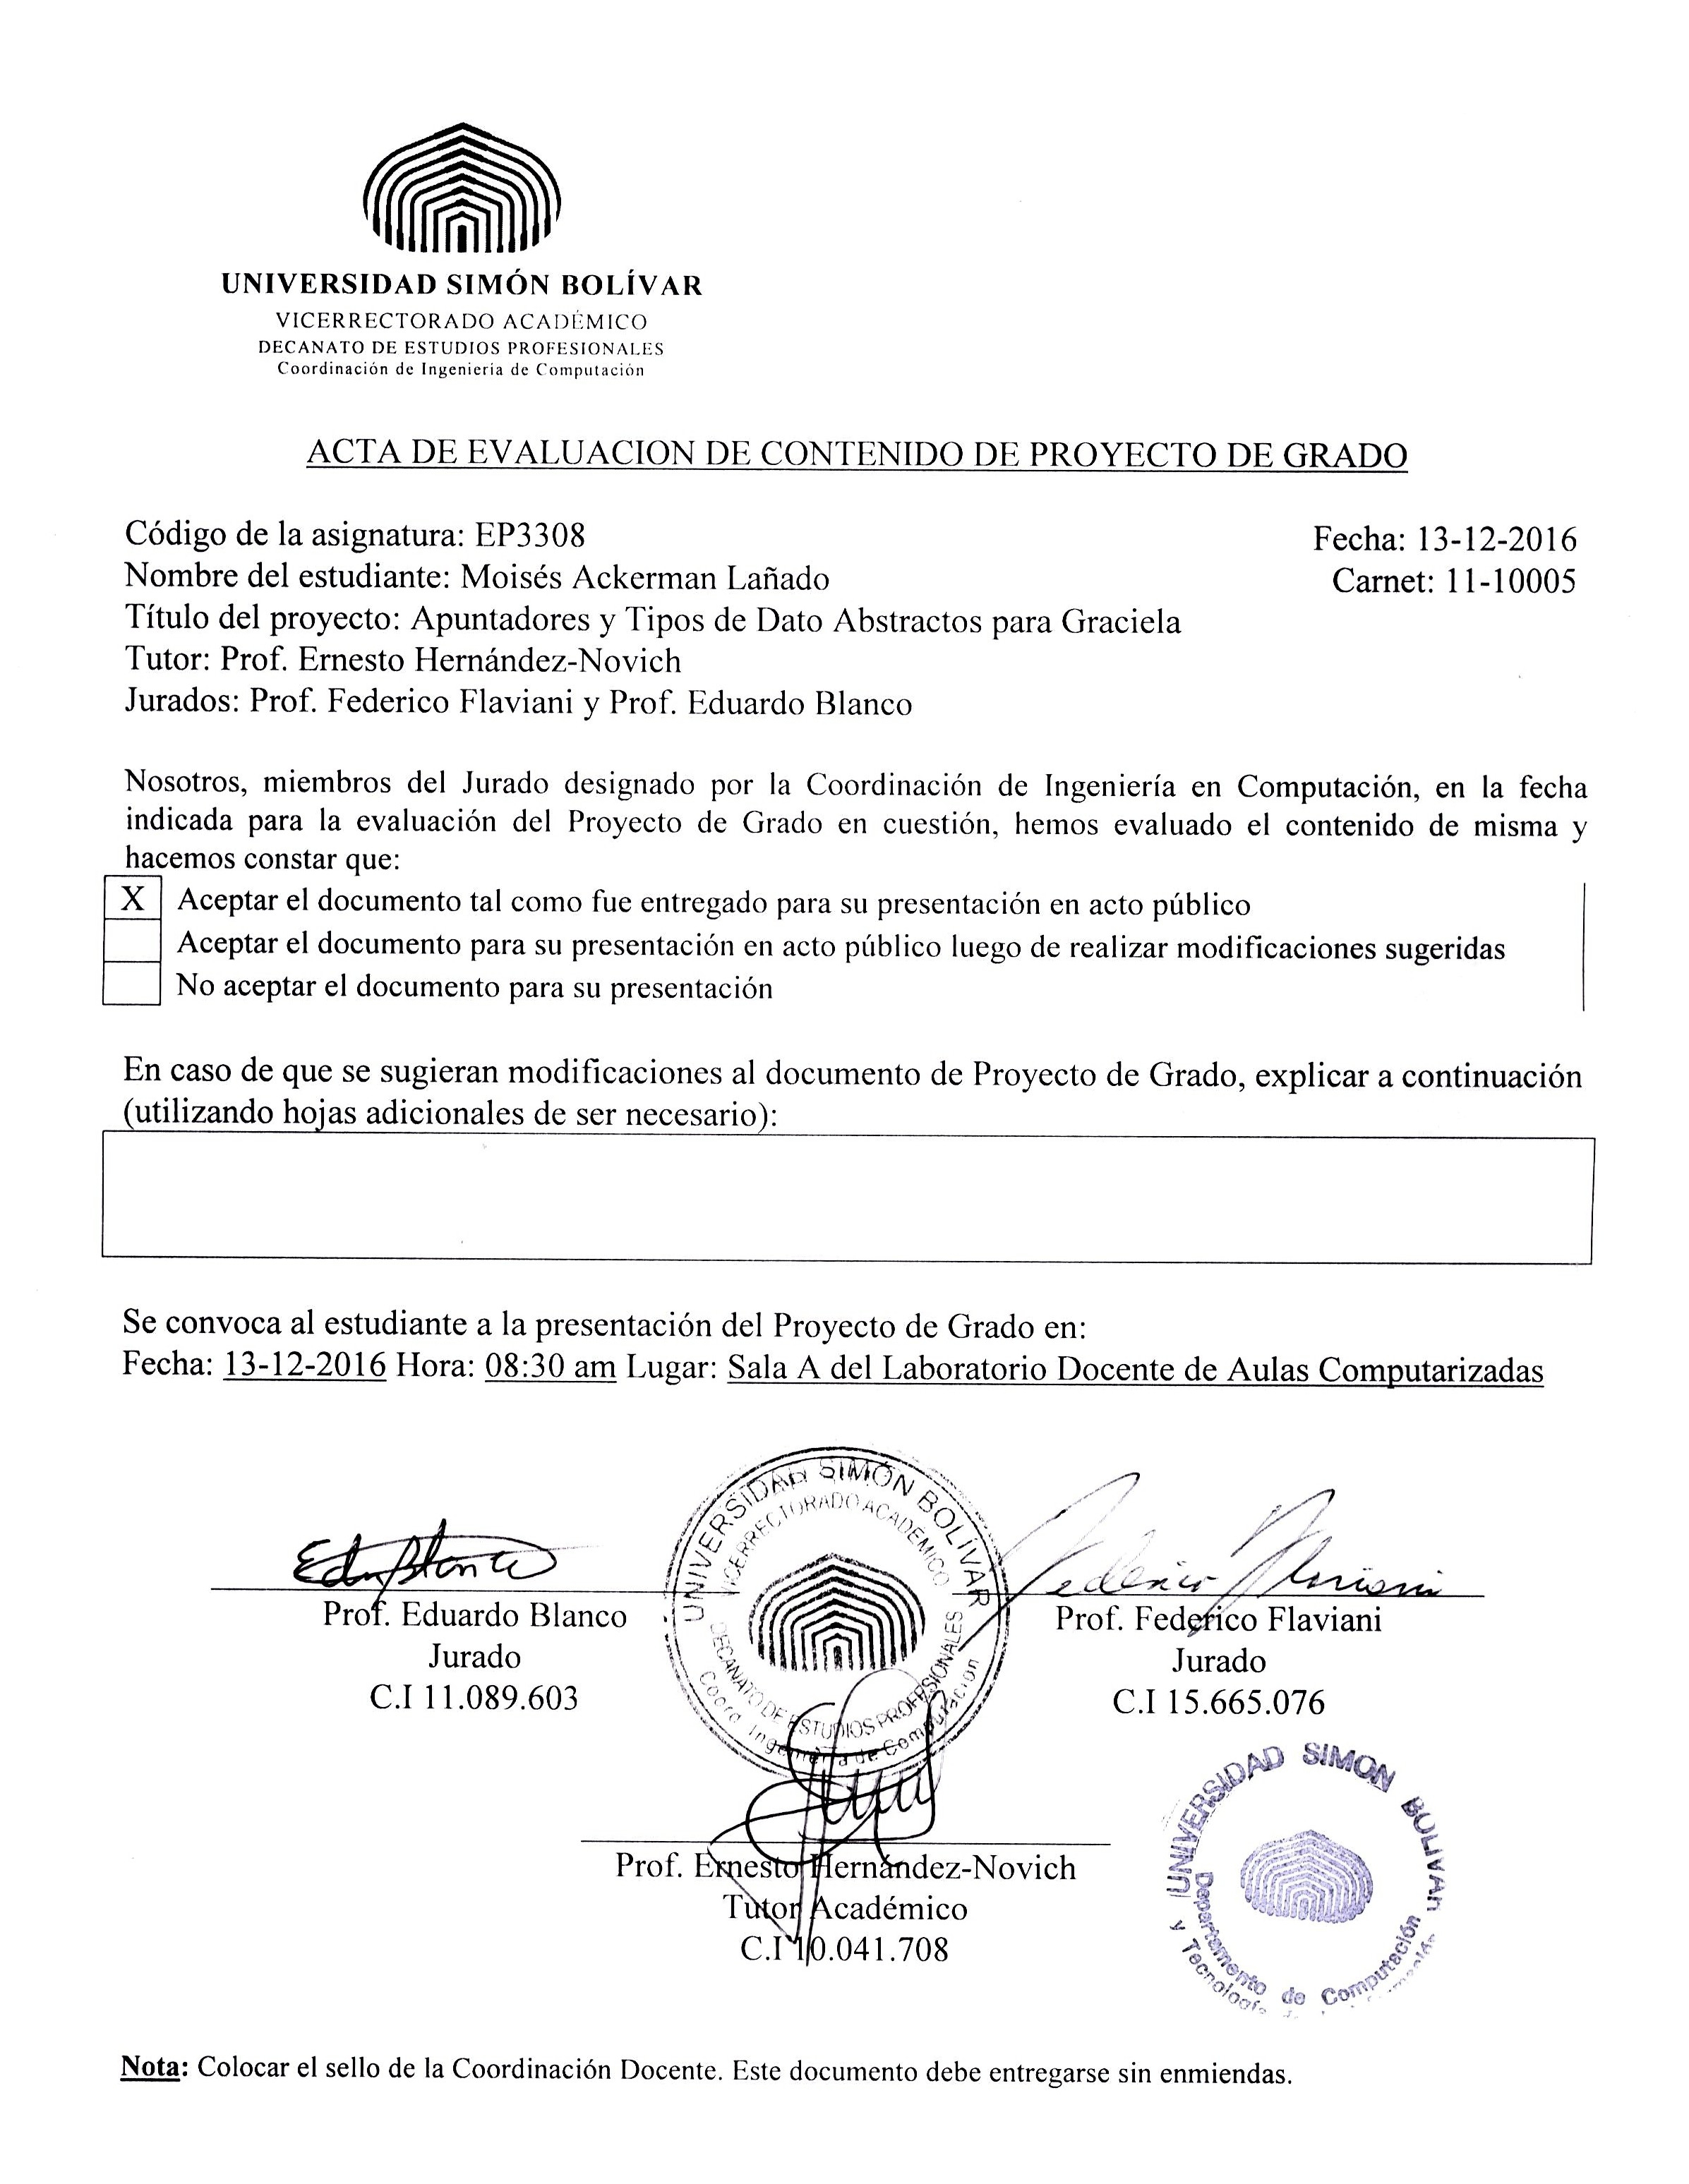 UNIVERSIDAD SIMÓN BOLÍVAR
VICERRECTORADO ACADÉMICO
DECANATO DE ESTUDIOS PROFESIONALES
Coordinación de Ingeniería de Computación
ACTA DE EVALUACION DE CONTENIDO DE PROYECTO DE GRADO
Código de la asignatura: EP3308 Fecha: 13-12-2016
Nombre del estudiante: Moisés Ackerman Lañado Carnet: 11-10005
Título del proyecto: Apuntadores y Tipos de Dato Abstractos para Graciela
Tutor: Prof. Ernesto Hernández-Novich
Jurados: Prof. Federico Flaviani y Prof. Eduardo Blanco
Nosotros, miembros del Jurado designado por la Coordinación de Ingeniería en Computación, en la fecha
indicada para la evaluación del Proyecto de Grado en cuestión, hemos evaluado el contenido de misma y
hacemos constar que:
X Aceptar el documento tal como fue entregado para su presentación en acto público
Aceptar el documento para su presentación en acto público luego de realizar modificaciones sugeridas
No aceptar el documento para su presentación
En caso de que se sugieran modificaciones al documento de Proyecto de Grado, explicar a continuación
(utilizando hojas adicionales de ser necesario):
Se convoca al estudiante a la presentación del Proyecto de Grado en:
Fecha: 13-12-2016 Hora: 08:30 am Lugar: Sala A del Laboratorio Docente de Aulas Computarizadas
UNIVERSIDAD SIMÓN BOLÍVAR
VICERRECTORADO ACADÉMICO
DECANATO DE ESTUDIOS PROFESIONALES
Coord. Ingeniería de Computación
Edu Blanco
Federico Flaviani
Prof. Eduardo Blanco
Jurado
C.I 11.089.603
Prof. Federico Flaviani
Jurado
C.I 15.665.076
Prof. Ernesto Hernández-Novich
Tutor Académico
C.I 10.041.708
UNIVERSIDAD SIMON BOLIVAR
Departamento de Computación
y Tecnología
Nota: Colocar el sello de la Coordinación Docente. Este documento debe entregarse sin enmiendas.